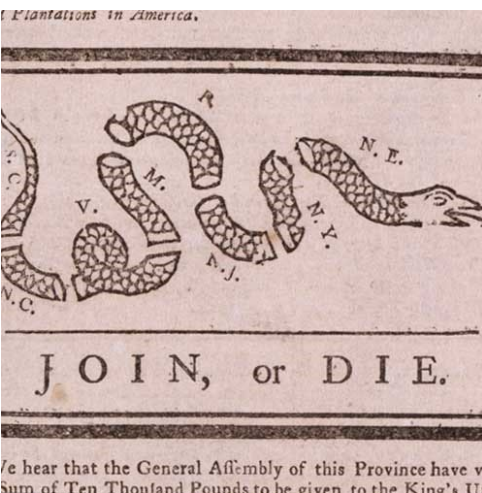 Plantations in America.
R
N. E.
S. C.
M.
V.
N. Y.
N. J.
N. C.
JOIN, or DIE.
We hear that the General Aſſembly of this Province have
Sum of Ten Thouſand Pounds to be given to the King's U